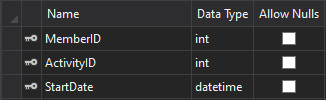 Name Data Type Allow Nulls
MemberID int
ActivityID int
StartDate datetime